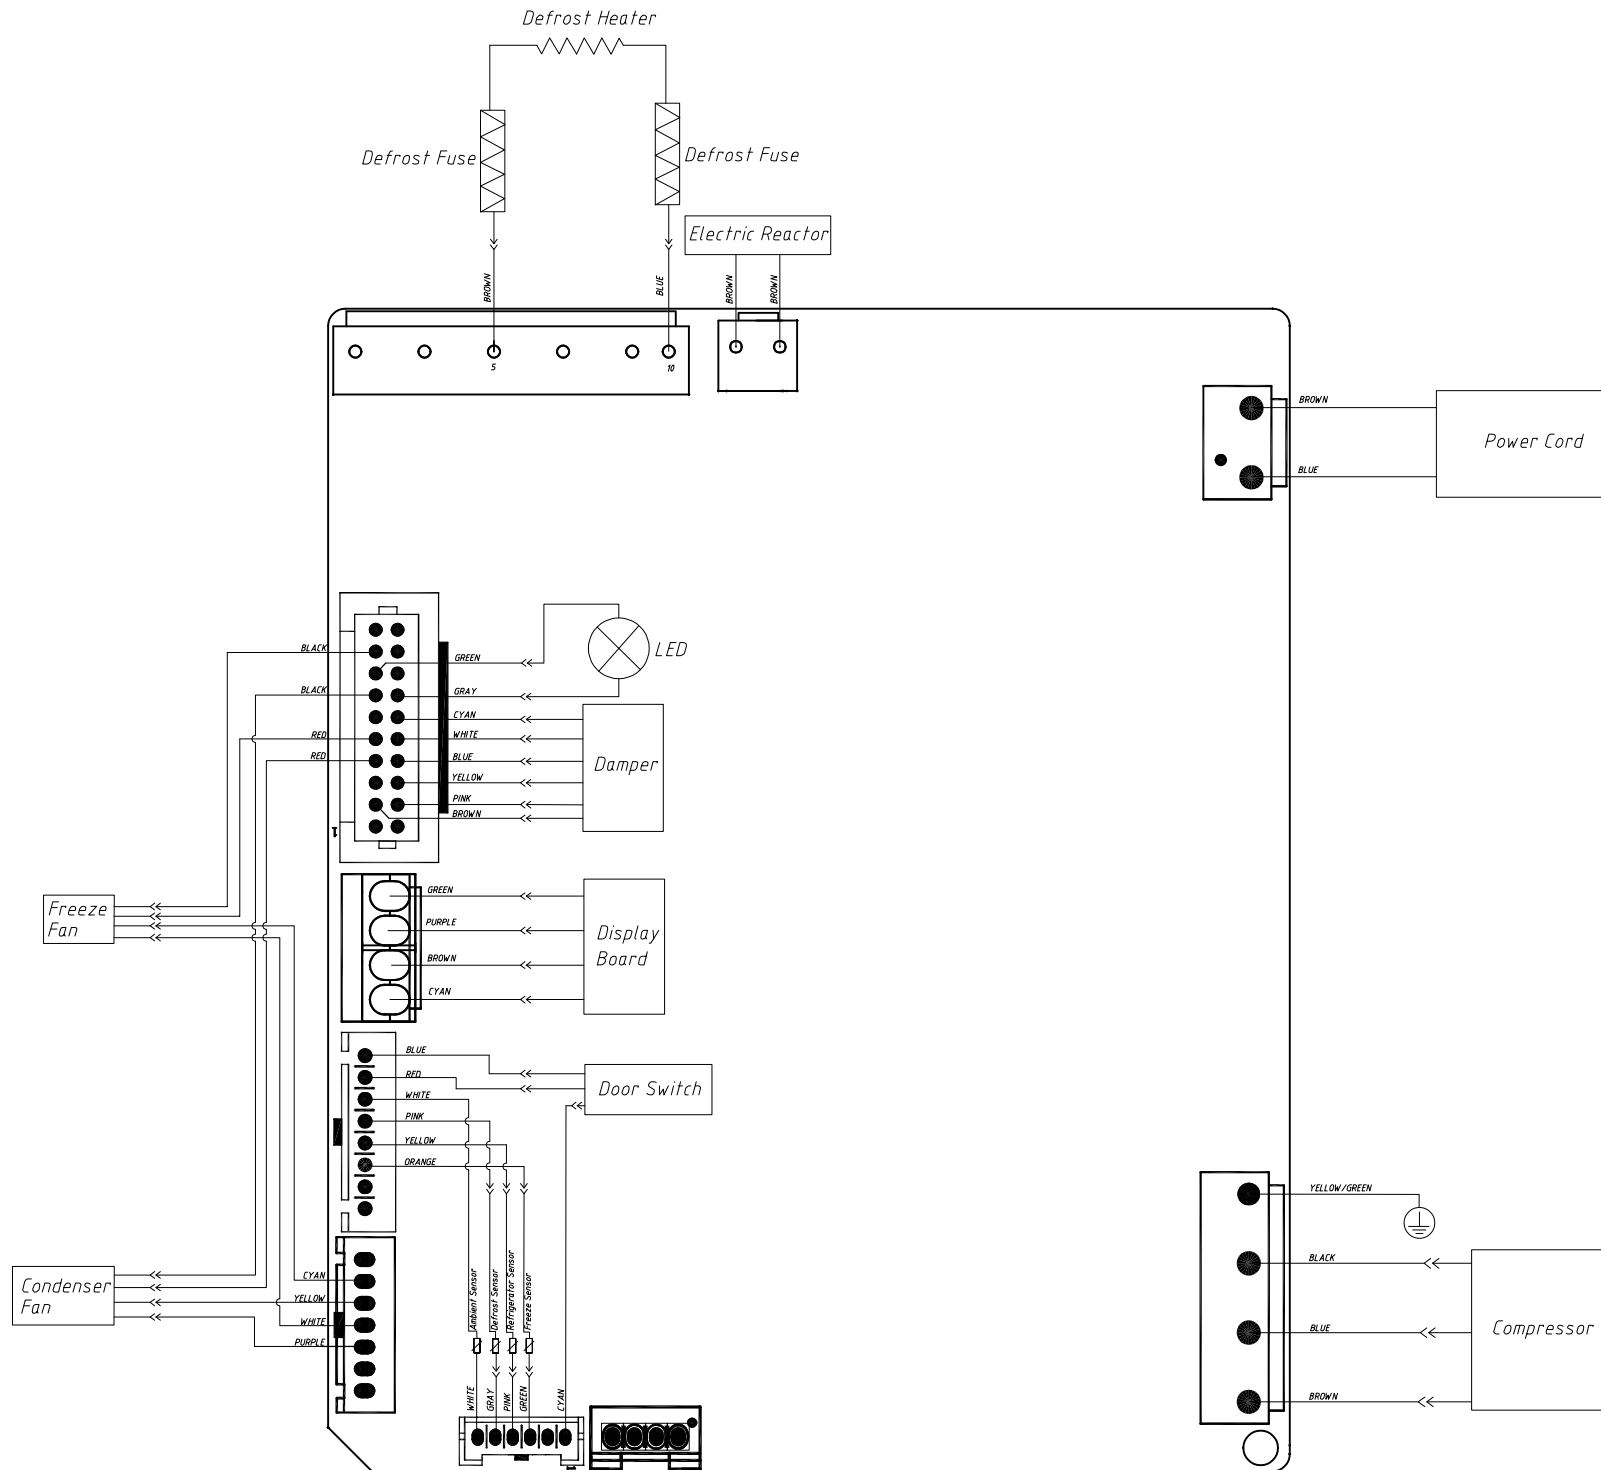 Defrost Heater
Defrost Fuse
Defrost Fuse
Electric Reactor
BROWN
BLUE
BROWN
BROWN
5
10
BROWN
Power Cord
BLUE
BLACK
GREEN
LED
BLACK
GRAY
CYAN
RED
WHITE
RED
BLUE
Damper
YELLOW
PINK
BROWN
1
Freeze
Fan
GREEN
PURPLE
Display
Board
BROWN
CYAN
BLUE
RED
Door Switch
WHITE
PINK
YELLOW
ORANGE
YELLOW/GREEN
BLACK
BLUE
Compressor
BROWN
Condenser
Fan
CYAN
YELLOW
WHITE
PURPLE
Ambient Sensor
Defrost Sensor
Refrigerator Sensor
Freeze Sensor
WHITE
GRAY
PINK
GREEN
CYAN